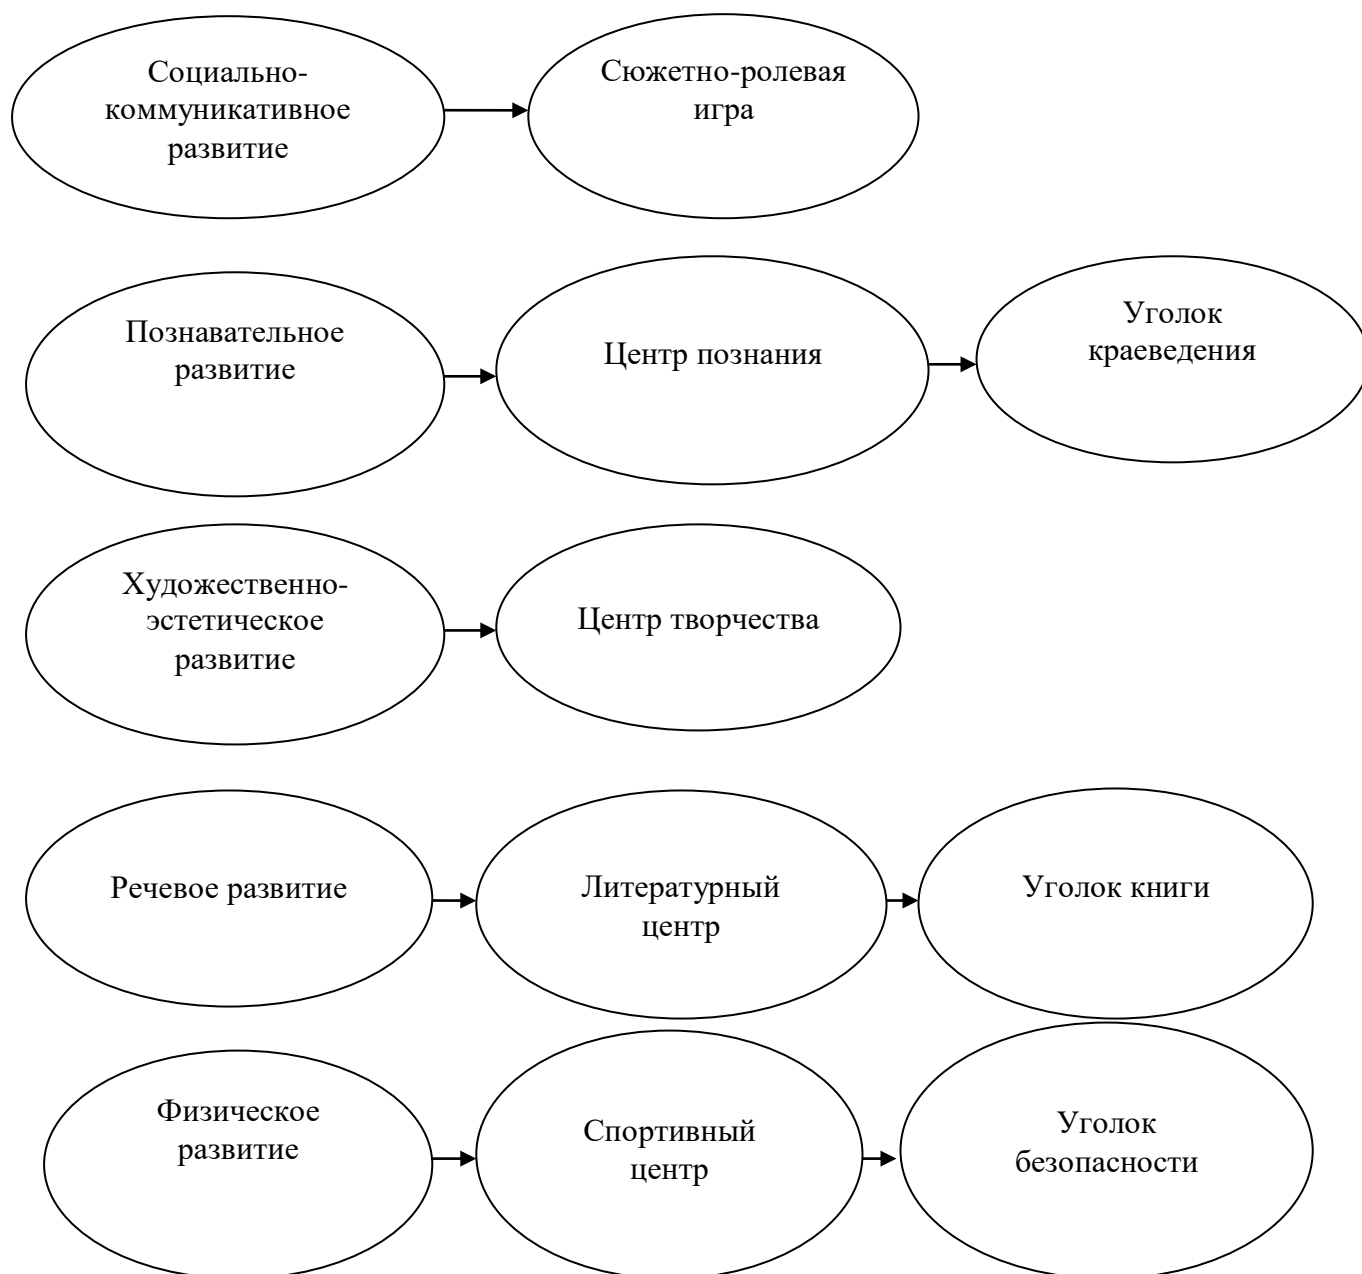 Социально-
коммуникативное
развитие
Сюжетно-ролевая
игра
Познавательное
развитие
Центр познания
Уголок
краеведения
Художественно-
эстетическое
развитие
Центр творчества
Речевое развитие
Литературный
центр
Уголок книги
Физическое
развитие
Спортивный
центр
Уголок
безопасности